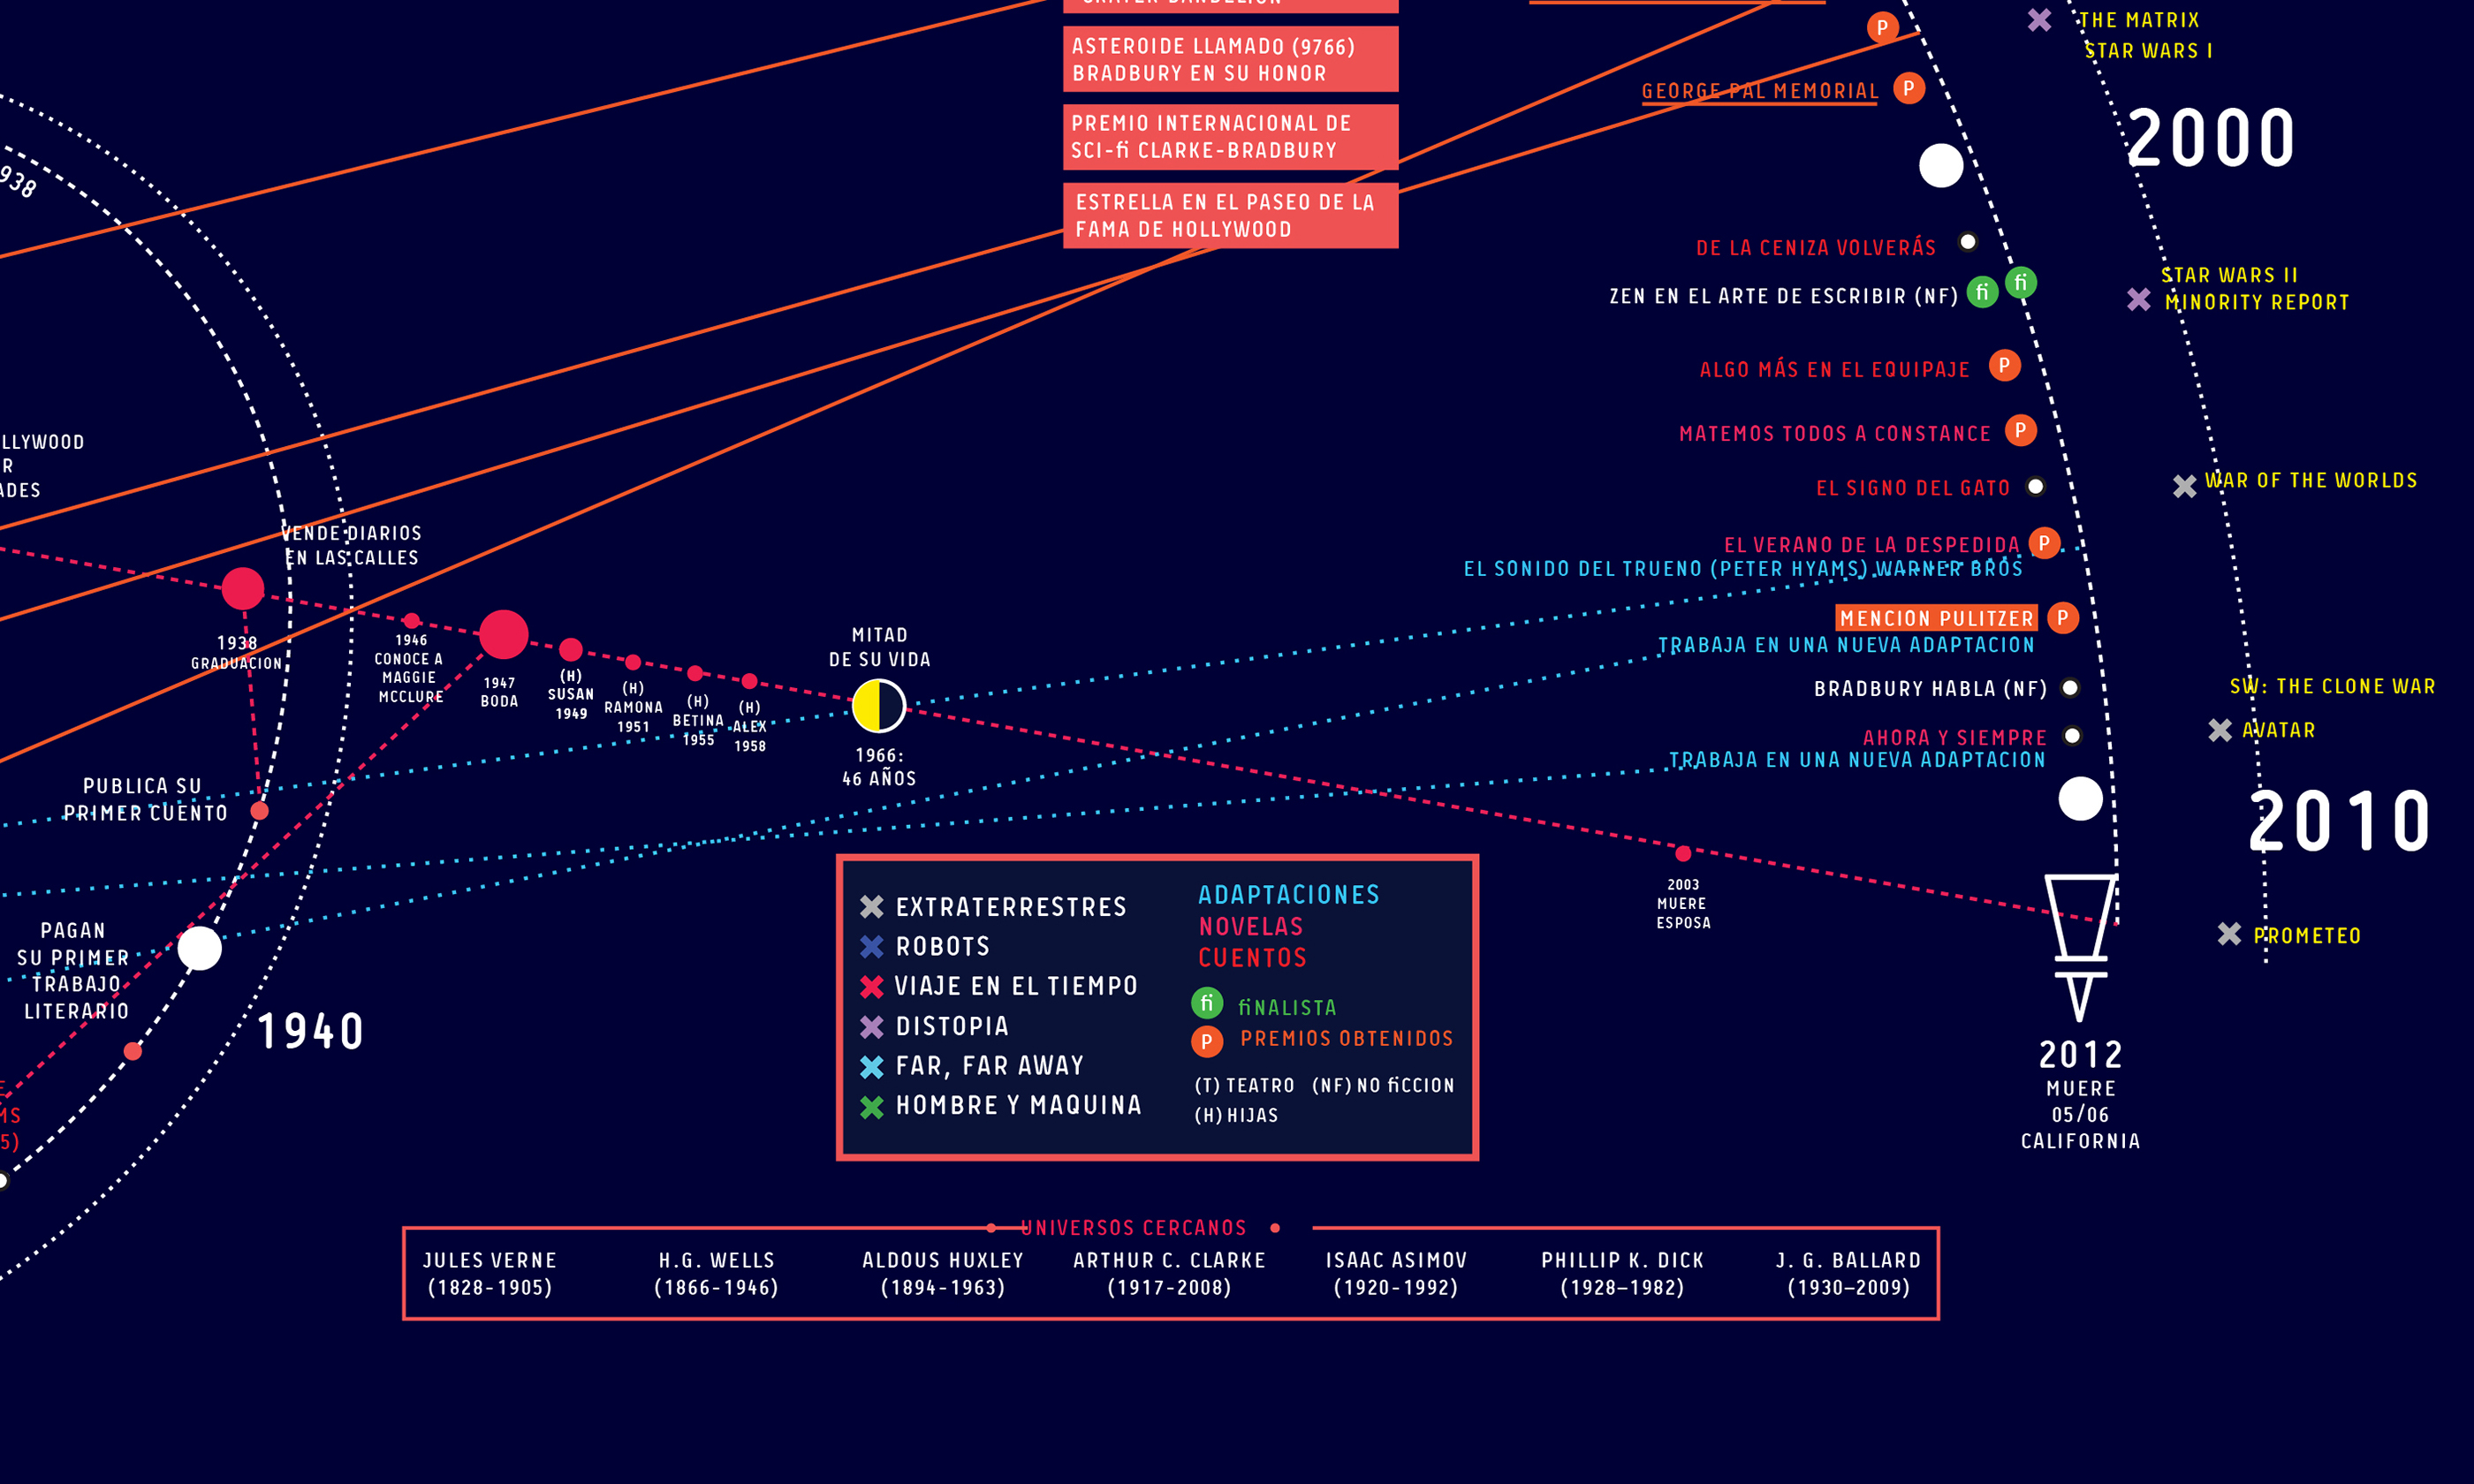 ASTEROIDE LLAMADO (9766)
BRADBURY EN SU HONOR
PREMIO INTERNACIONAL DE
SCI-fi CLARKE-BRADBURY
ESTRELLA EN EL PASEO DE LA
FAMA DE HOLLYWOOD
P
GEORGE PAL MEMORIAL P
THE MATRIX
STAR WARS I
2000
DE LA CENIZA VOLVERÁS
ZEN EN EL ARTE DE ESCRIBIR (NF) fi fi
STAR WARS II
MINORITY REPORT
ALGO MÁS EN EL EQUIPAJE P
MATEMOS TODOS A CONSTANCE P
EL SIGNO DEL GATO
WAR OF THE WORLDS
EL VERANO DE LA DESPEDIDA P
EL SONIDO DEL TRUENO (PETER HYAMS) WARNER BROS
MENCIÓN PULITZER P
TRABAJA EN UNA NUEVA ADAPTACIÓN
BRADBURY HABLA (NF)
SW: THE CLONE WAR
AVATAR
AHORA Y SIEMPRE
TRABAJA EN UNA NUEVA ADAPTACIÓN
2010
PROMETEO
2012
MUERE
05/06
CALIFORNIA
938
LLYWOOD
R
ADES
VENDE DIARIOS
EN LAS CALLES
1938
GRADUACIÓN
1946
CONOCE A
MAGGIE
MCCLURE
1947
BODA
(H)
SUSAN
1949
(H)
RAMONA
1951
(H)
BETINA
1955
(H)
ALEX
1958
MITAD
DE SU VIDA
1966:
46 AÑOS
2003
MUERE
ESPOSA
PUBLICA SU
PRIMER CUENTO
PAGAN
SU PRIMER
TRABAJO
LITERARIO
1940
E
MS
5)
EXTRATERRESTRES
ROBOTS
VIAJE EN EL TIEMPO
DISTOPIA
FAR, FAR AWAY
HOMBRE Y MAQUINA
ADAPTACIONES
NOVELAS
CUENTOS
fi fiNALISTA
P PREMIOS OBTENIDOS
(T) TEATRO (NF) NO fiCCION
(H) HIJAS
UNIVERSOS CERCANOS
JULES VERNE
(1828-1905)
H.G. WELLS
(1866-1946)
ALDOUS HUXLEY
(1894-1963)
ARTHUR C. CLARKE
(1917-2008)
ISAAC ASIMOV
(1920-1992)
PHILLIP K. DICK
(1928–1982)
J. G. BALLARD
(1930–2009)